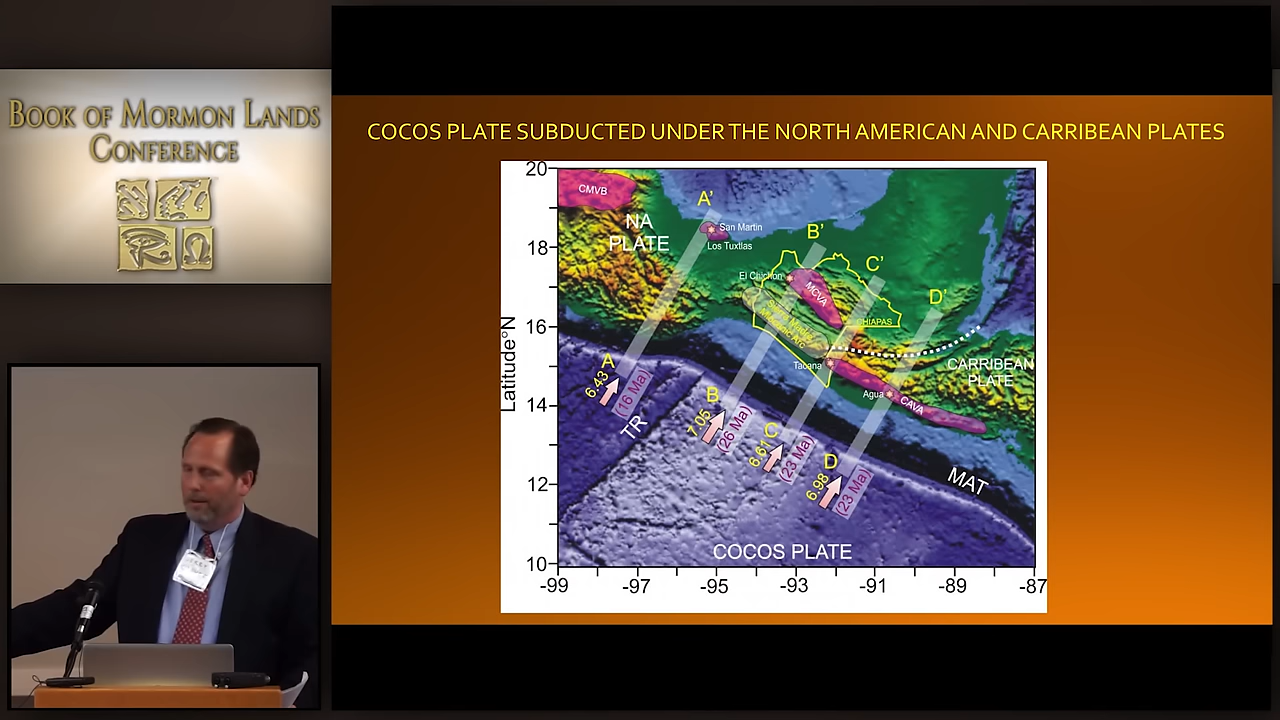 BOOK OF MORMON LANDS
CONFERENCE
COCOS PLATE SUBDUCTED UNDER THE NORTH AMERICAN AND CARRIBEAN PLATES
20
18
16
14
12
10
Latitude°N
-99
-97
-95
-93
-91
-89
-87
CMVB
NA
PLATE
A'
San Martin
Los Tuxtlas
B'
El Chichon
MCVA
C'
D'
CHIAPAS
CARRIBEAN
PLATE
Tacana
Agua
CAVA
A
6.43
(16 Ma)
TR
B
7.05
(26 Ma)
C
6.61
(23 Ma)
D
6.98
(23 Ma)
MAT
COCOS PLATE